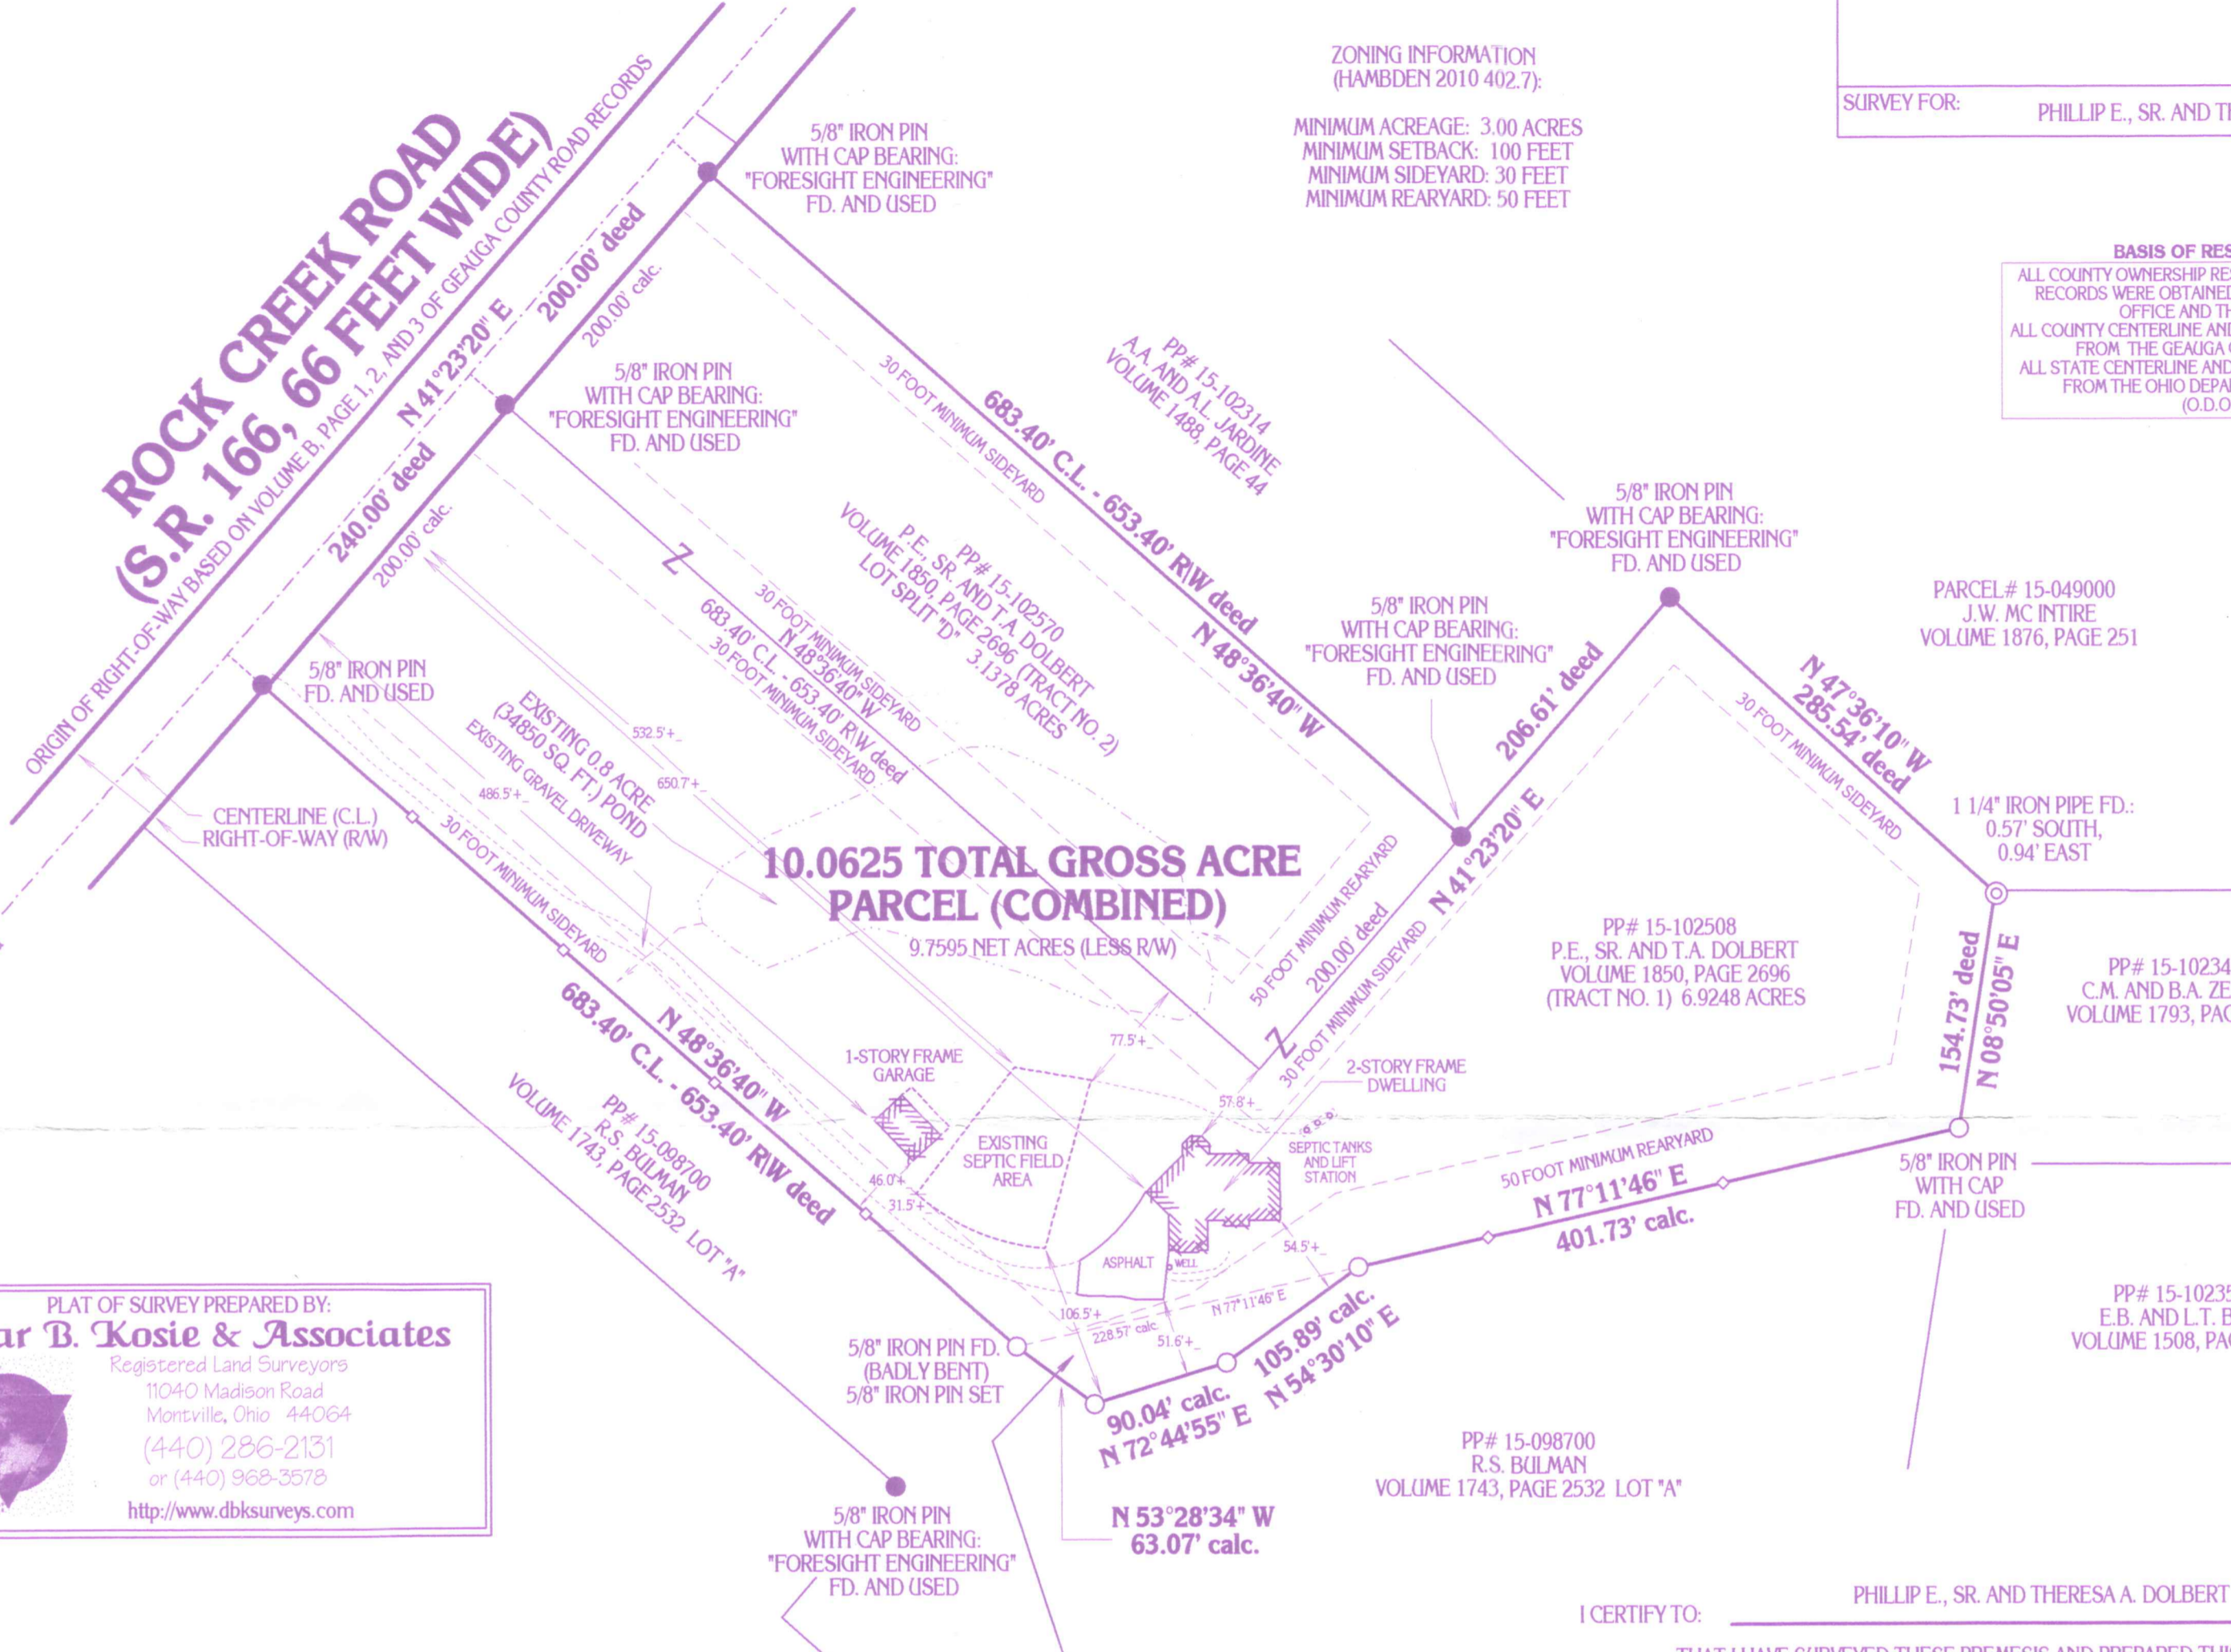 ROCK CREEK ROAD
(S.R. 166, 66 FEET WIDE)
ORIGIN OF RIGHT-OF-WAY BASED ON VOLUME B, PAGE 1, 2, AND 3 OF GEAUGA COUNTY ROAD RECORDS
N 41°23'20" E
200.00' deed
200.00' calc.
240.00' deed
200.00' calc.
5/8" IRON PIN
WITH CAP BEARING:
"FORESIGHT ENGINEERING"
FD. AND USED
5/8" IRON PIN
WITH CAP BEARING:
"FORESIGHT ENGINEERING"
FD. AND USED
5/8" IRON PIN
FD. AND USED
CENTERLINE (C.L.)
RIGHT-OF-WAY (R/W)
ZONING INFORMATION
(HAMBDEN 2010 402.7):
MINIMUM ACREAGE: 3.00 ACRES
MINIMUM SETBACK: 100 FEET
MINIMUM SIDEYARD: 30 FEET
MINIMUM REARYARD: 50 FEET
SURVEY FOR:
PHILLIP E., SR. AND T
BASIS OF RES
ALL COUNTY OWNERSHIP RE
RECORDS WERE OBTAINED
OFFICE AND TH
ALL COUNTY CENTERLINE AND
FROM THE GEAUGA
ALL STATE CENTERLINE AND
FROM THE OHIO DEPA
(O.D.O
30 FOOT MINIMUM SIDEYARD
683.40' C.L. - 653.40' R\W deed
N 48°36'40" W
PP# 15-102314
A.A. AND A.L. JARDINE
VOLUME 1488, PAGE 44
PP# 15-102570
P.E., SR. AND T.A. DOLBERT
VOLUME 1850, PAGE 2696 (TRACT NO. 2)
LOT SPLIT "D" 3.1378 ACRES
30 FOOT MINIMUM SIDEYARD
N 48°36'40" W
683.40' C.L. - 653.40' R\W deed
30 FOOT MINIMUM SIDEYARD
Z
5/8" IRON PIN
WITH CAP BEARING:
"FORESIGHT ENGINEERING"
FD. AND USED
5/8" IRON PIN
WITH CAP BEARING:
"FORESIGHT ENGINEERING"
FD. AND USED
PARCEL# 15-049000
J.W. MC INTIRE
VOLUME 1876, PAGE 251
206.61' deed
N 41°23'20" E
N 47°36'10" W
285.54' deed
30 FOOT MINIMUM SIDEYARD
1 1/4" IRON PIPE FD.:
0.57' SOUTH,
0.94' EAST
EXISTING 0.8 ACRE
(34850 SQ. FT.) POND
EXISTING GRAVEL DRIVEWAY
532.5'+_
650.7'+_
486.5'+_
30 FOOT MINIMUM SIDEYARD
10.0625 TOTAL GROSS ACRE
PARCEL (COMBINED)
9.7595 NET ACRES (LESS R/W)
50 FOOT MINIMUM REARYARD
200.00' deed
30 FOOT MINIMUM SIDEYARD
Z
PP# 15-102508
P.E., SR. AND T.A. DOLBERT
VOLUME 1850, PAGE 2696
(TRACT NO. 1) 6.9248 ACRES
154.73' deed
N 08°50'05" E
PP# 15-10234
C.M. AND B.A. ZE
VOLUME 1793, PAG
N 48°36'40" W
683.40' C.L. - 653.40' R\W deed
PP# 15-098700
R.S. BULMAN
VOLUME 1743, PAGE 2532 LOT "A"
1-STORY FRAME
GARAGE
77.5'+_
57.8'+_
2-STORY FRAME
DWELLING
EXISTING
SEPTIC FIELD
AREA
SEPTIC TANKS
AND LIFT
STATION
46.0'+_
31.5'+_
ASPHALT
WELL
54.5'+_
50 FOOT MINIMUM REARYARD
N 77°11'46" E
401.73' calc.
5/8" IRON PIN
WITH CAP
FD. AND USED
106.5'+_
228.57' calc.
N 77°11'46" E
51.6'+_
5/8" IRON PIN FD.
(BADLY BENT)
5/8" IRON PIN SET
105.89' calc.
N 54°30'10" E
90.04' calc.
N 72°44'55" E
PP# 15-10235
E.B. AND L.T. B
VOLUME 1508, PAG
PP# 15-098700
R.S. BULMAN
VOLUME 1743, PAGE 2532 LOT "A"
N 53°28'34" W
63.07' calc.
5/8" IRON PIN
WITH CAP BEARING:
"FORESIGHT ENGINEERING"
FD. AND USED
PLAT OF SURVEY PREPARED BY:
ar B. Kosie & Associates
Registered Land Surveyors
11040 Madison Road
Montville, Ohio 44064
(440) 286-2131
or (440) 968-3578
http://www.dbksurveys.com
I CERTIFY TO:
PHILLIP E., SR. AND THERESA A. DOLBERT
THAT I HAVE SURVEYED THESE PREMESIS AND PREPARED THIS